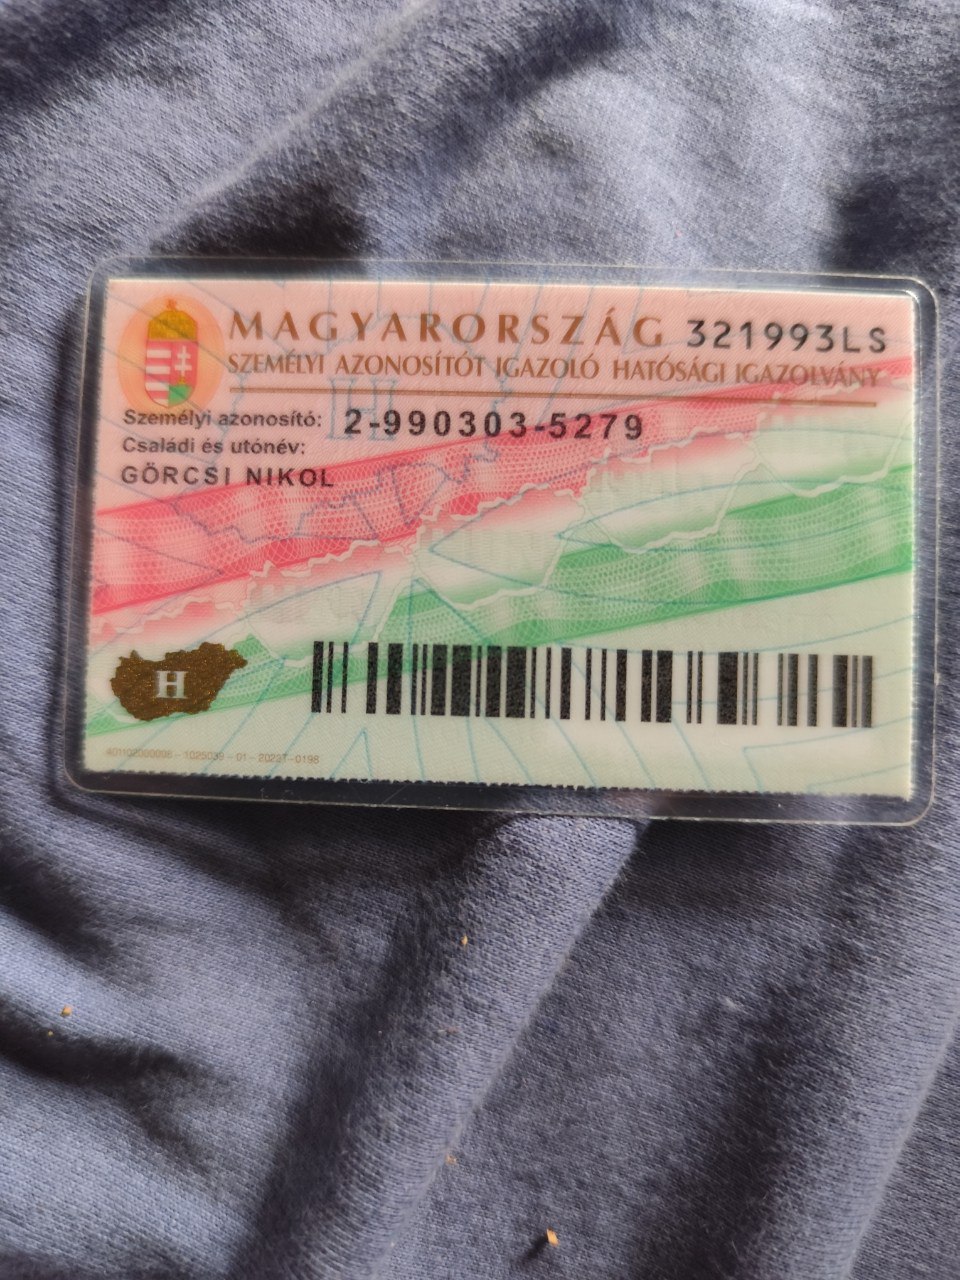 MAGYARORSZÁG 321993LS
SZEMÉLYI AZONOSÍTÓT IGAZOLÓ HATÓSÁGI IGAZOLVÁNY
Személyi azonosító: 2-990303-5279
Családi és utónév:
GÖRCSI NIKOL
H